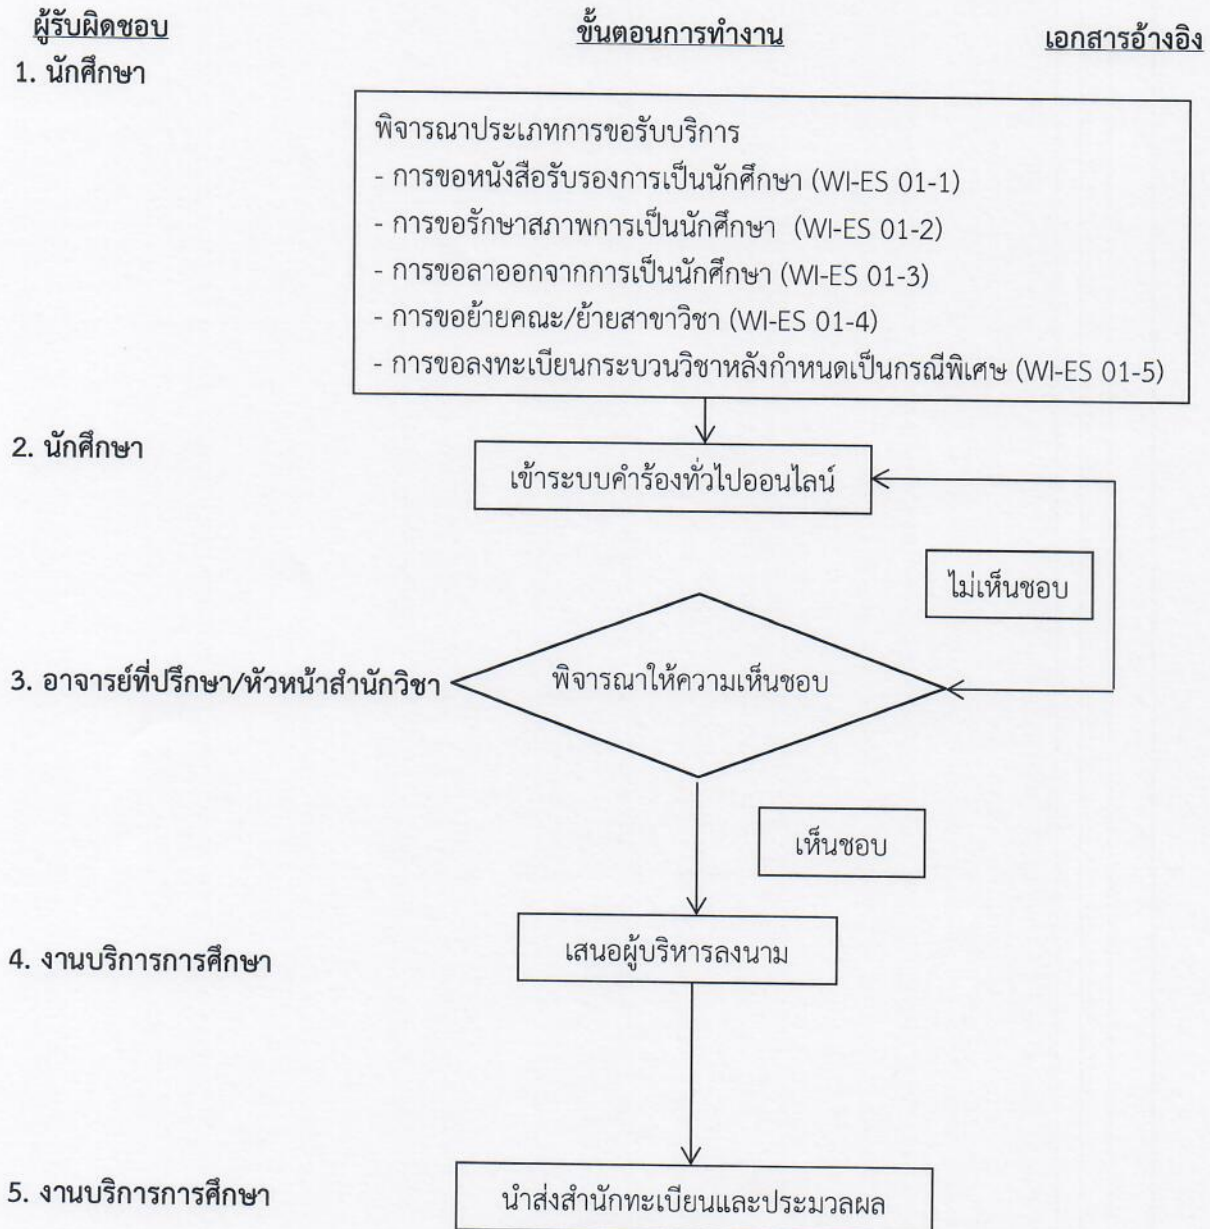 ผู้รับผิดชอบ ขั้นตอนการทำงาน เอกสารอ้างอิง
1. นักศึกษา
พิจารณาประเภทการขอรับบริการ
- การขอหนังสือรับรองการเป็นนักศึกษา (WI-ES 01-1)
- การขอรักษาสภาพการเป็นนักศึกษา (WI-ES 01-2)
- การขอลาออกจากการเป็นนักศึกษา (WI-ES 01-3)
- การขอย้ายคณะ/ย้ายสาขาวิชา (WI-ES 01-4)
- การขอลงทะเบียนกระบวนวิชาหลังกำหนดเป็นกรณีพิเศษ (WI-ES 01-5)
2. นักศึกษา
เข้าระบบคำร้องทั่วไปออนไลน์
ไม่เห็นชอบ
3. อาจารย์ที่ปรึกษา/หัวหน้าสำนักวิชา
พิจารณาให้ความเห็นชอบ
เห็นชอบ
4. งานบริการการศึกษา
เสนอผู้บริหารลงนาม
5. งานบริการการศึกษา
นำส่งสำนักทะเบียนและประมวลผล